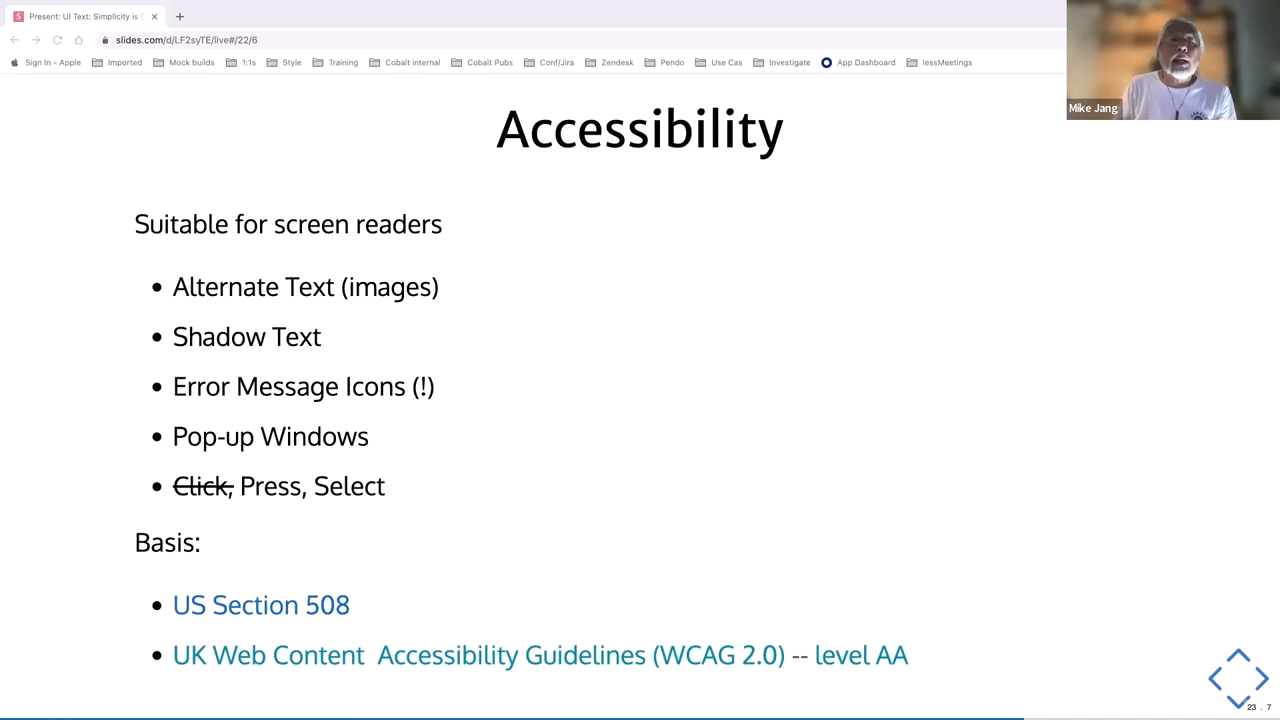 Present: UI Text: Simplicity is
slides.com/d/LF2syTE/live#/22/6
Sign In - Apple Imported Mock builds 1:1s Style Training Cobalt internal Cobalt Pubs Conf/Jira Zendesk Pendo Use Cas Investigate App Dashboard lessMeetings
Mike Jang
Accessibility
Suitable for screen readers
• Alternate Text (images)
• Shadow Text
• Error Message Icons (!)
• Pop-up Windows
• Click, Press, Select
Basis:
• US Section 508
• UK Web Content  Accessibility Guidelines (WCAG 2.0) -- level AA
23 . 7